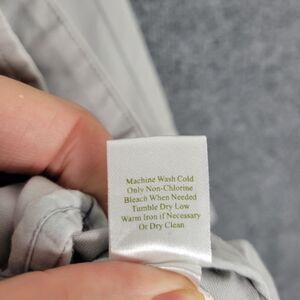 Machine Wash Cold
Only Non-Chlorine
Bleach When Needed
Tumble Dry Low
Warm Iron if Necessary
Or Dry Clean